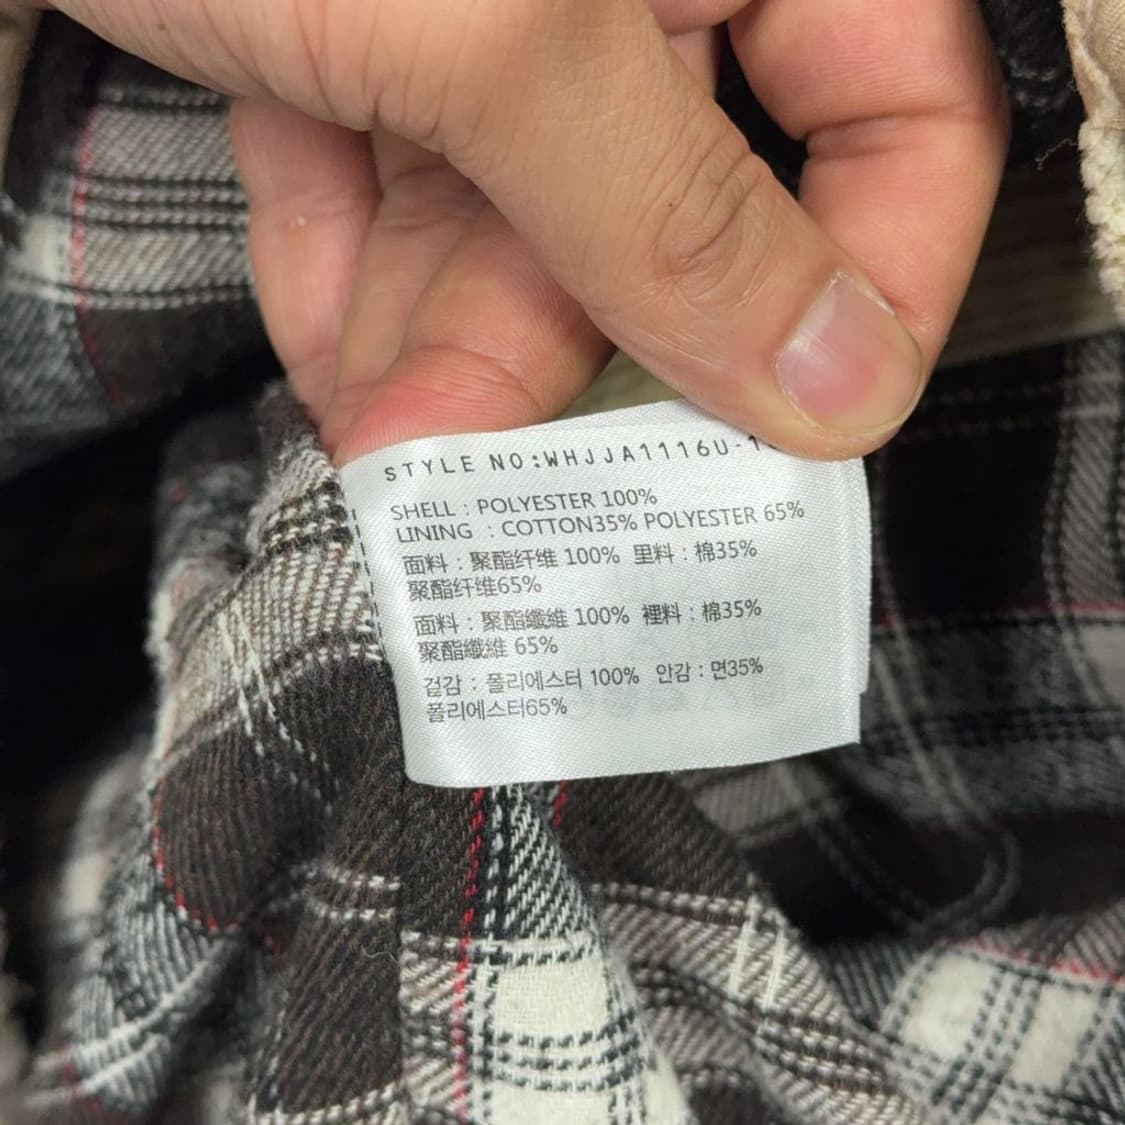 STYLE NO:WHJJA1116U-1
SHELL : POLYESTER 100%
LINING : COTTON35% POLYESTER 65%
面料 : 聚酯纤维 100% 里料 : 棉35%
聚酯纤维65%
面料 : 聚酯纖維 100% 裡料 : 棉35%
聚酯纖維 65%
겉감 : 폴리에스터 100% 안감 : 면35%
폴리에스터65%